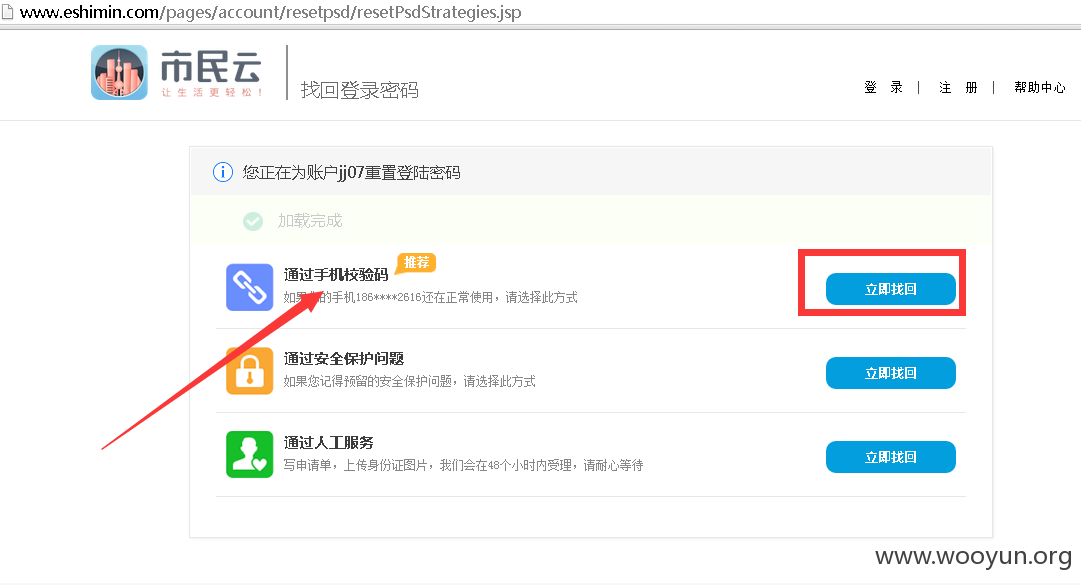 www.eshimin.com/pages/account/resetpsd/resetPsdStrategies.jsp
市民云
让生活更轻松！
找回登录密码
登 录 | 注 册 | 帮助中心
您正在为账户jj07重置登陆密码
加载完成
通过手机校验码 推荐
如果您的手机186****2616还在正常使用，请选择此方式
立即找回
通过安全保护问题
如果您记得预留的安全保护问题，请选择此方式
立即找回
通过人工服务
写申请单，上传身份证图片，我们会在48个小时内受理，请耐心等待
立即找回
www.wooyun.org